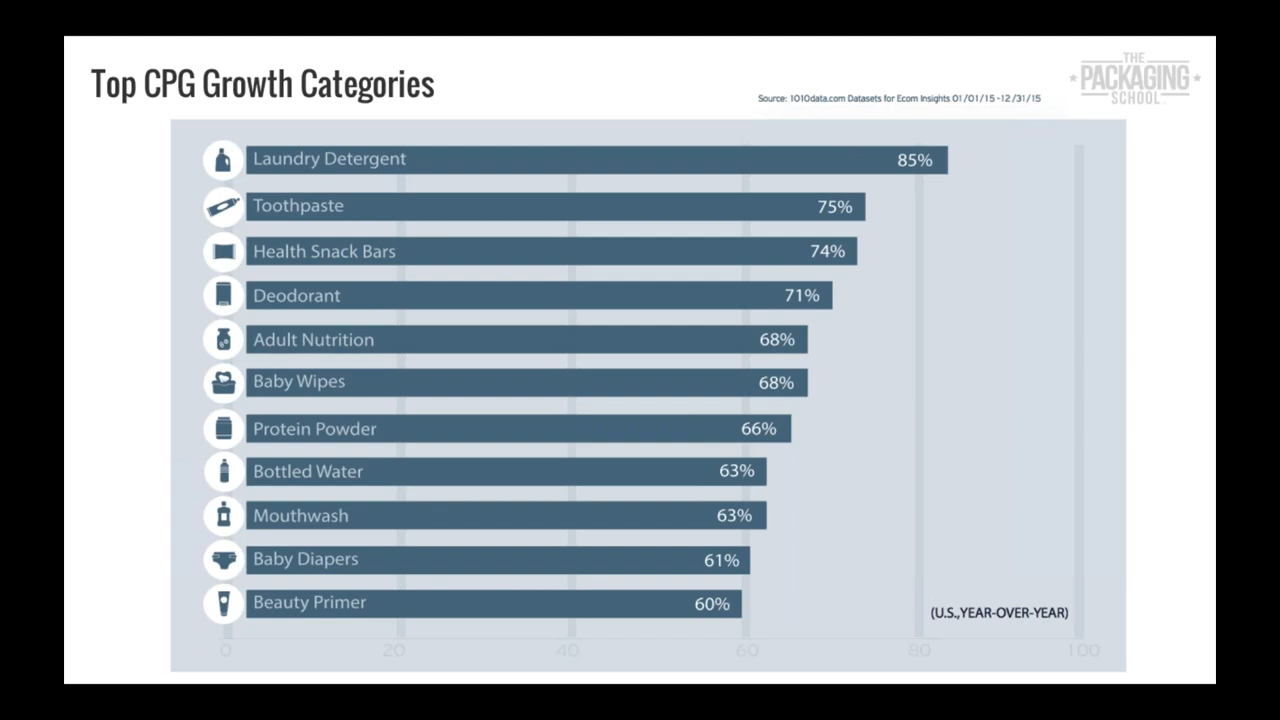 Top CPG Growth Categories
THE
PACKAGING
SCHOOL
Source: 1010data.com Datasets for Ecom Insights 01/01/15 -12/31/15
Laundry Detergent 85%
Toothpaste 75%
Health Snack Bars 74%
Deodorant 71%
Adult Nutrition 68%
Baby Wipes 68%
Protein Powder 66%
Bottled Water 63%
Mouthwash 63%
Baby Diapers 61%
Beauty Primer 60%
(U.S.,YEAR-OVER-YEAR)
0 20 40 60 80 100